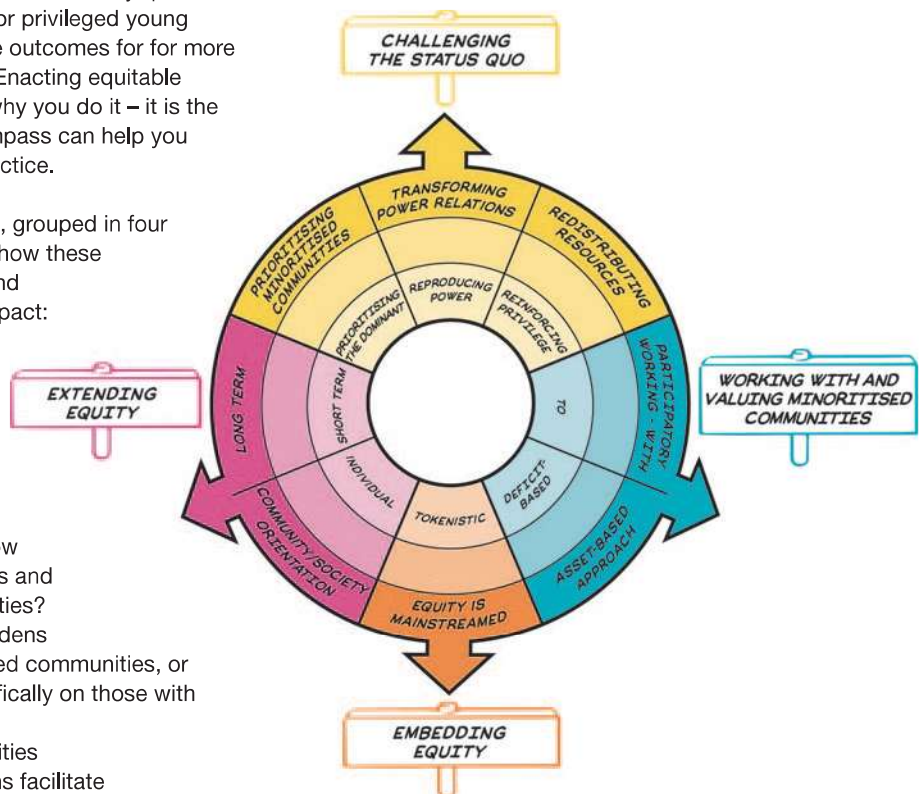 or privileged young
e outcomes for for more
Enacting equitable
why you do it – it is the
mpass can help you
ctice.
, grouped in four
how these
nd
pact:
CHALLENGING
THE STATUS QUO
PRIORITISING
MINORITISED
COMMUNITIES
TRANSFORMING
POWER RELATIONS
REDISTRIBUTING
RESOURCES
PRIORITISING
THE DOMINANT
REPRODUCING
POWER
REINFORCING
PRIVILEGE
EXTENDING
EQUITY
LONG TERM
SHORT TERM
TO
PARTICIPATORY
WORKING - WITH
WORKING WITH AND
VALUING MINORITISED
COMMUNITIES
COMMUNITY/SOCIETY
ORIENTATION
INDIVIDUAL
TOKENISTIC
DEFICIT-
BASED
ASSET-BASED
APPROACH
EQUITY IS
MAINSTREAMED
EMBEDDING
EQUITY
ow
s and
ities?
dens
ed communities, or
ifically on those with
ities
ns facilitate